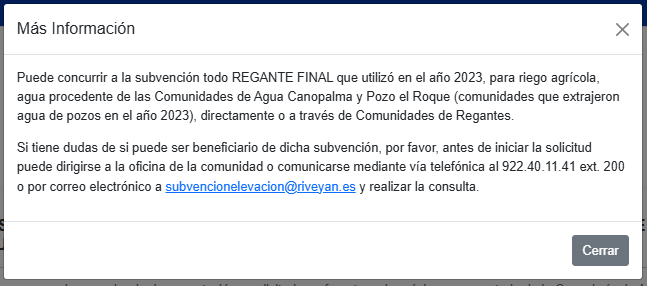 Más Información
Puede concurrir a la subvención todo REGANTE FINAL que utilizó en el año 2023, para riego agrícola,
agua procedente de las Comunidades de Agua Canopalma y Pozo el Roque (comunidades que extrajeron
agua de pozos en el año 2023), directamente o a través de Comunidades de Regantes.
Si tiene dudas de si puede ser beneficiario de dicha subvención, por favor, antes de iniciar la solicitud
puede dirigirse a la oficina de la comunidad o comunicarse mediante vía telefónica al 922.40.11.41 ext. 200
o por correo electrónico a subvencionelevacion@riveyan.es y realizar la consulta.
Cerrar